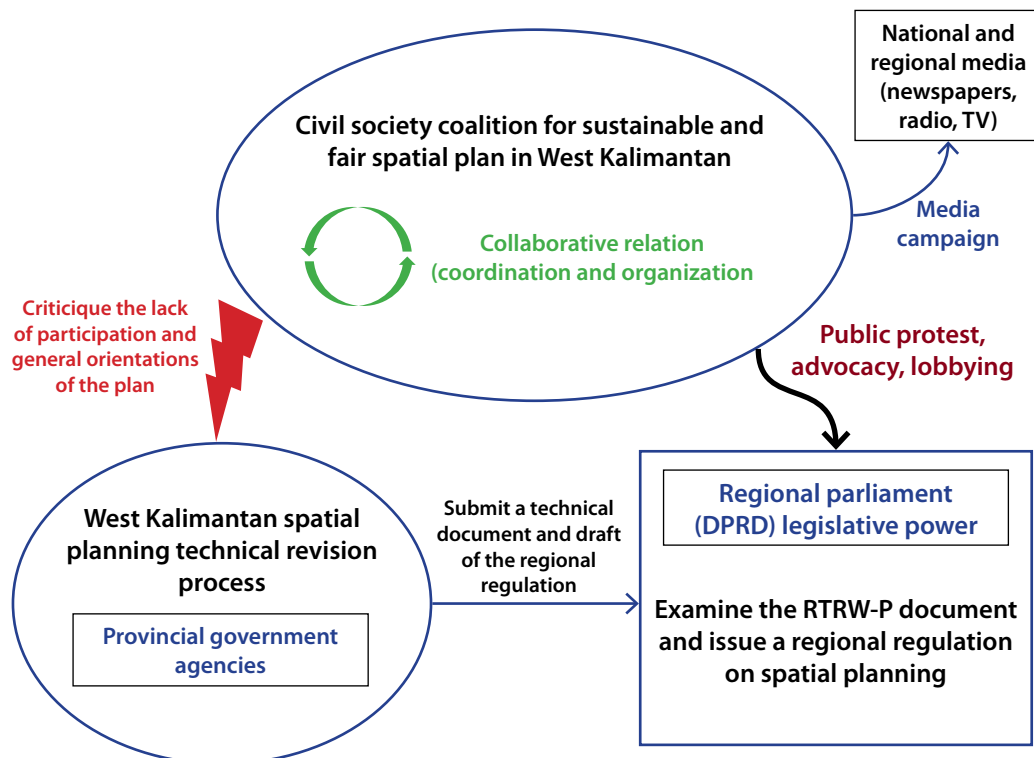 National and
regional media
(newspapers,
radio, TV)
Civil society coalition for sustainable and
fair spatial plan in West Kalimantan
Media
campaign
Collaborative relation
(coordination and organization
Criticique the lack
of participation and
general orientations
of the plan
Public protest,
advocacy, lobbying
West Kalimantan spatial
planning technical revision
process
Provincial government
agencies
Submit a technical
document and draft
of the regional
regulation
Regional parliament
(DPRD) legislative power
Examine the RTRW-P document
and issue a regional regulation
on spatial planning